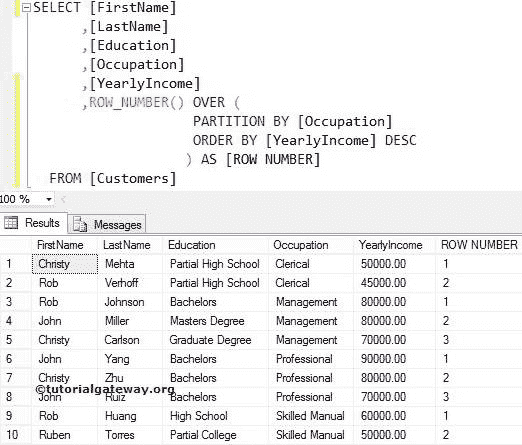 SELECT [FirstName]
,[LastName]
,[Education]
,[Occupation]
,[YearlyIncome]
,ROW_NUMBER() OVER (
PARTITION BY [Occupation]
ORDER BY [YearlyIncome] DESC
) AS [ROW NUMBER]
FROM [Customers]
100 %
Results Messages
FirstName LastName Education Occupation YearlyIncome ROW NUMBER
1 Christy Mehta Partial High School Clerical 50000.00 1
2 Rob Verhoff Partial High School Clerical 45000.00 2
3 Rob Johnson Bachelors Management 80000.00 1
4 John Miller Masters Degree Management 80000.00 2
5 Christy Carlson Graduate Degree Management 70000.00 3
6 John Yang Bachelors Professional 90000.00 1
7 Christy Zhu Bachelors Professional 80000.00 2
©tutorialgateway.org
8 John Ruiz Bachelors Professional 70000.00 3
9 Rob Huang High School Skilled Manual 60000.00 1
10 Ruben Torres Partial College Skilled Manual 50000.00 2